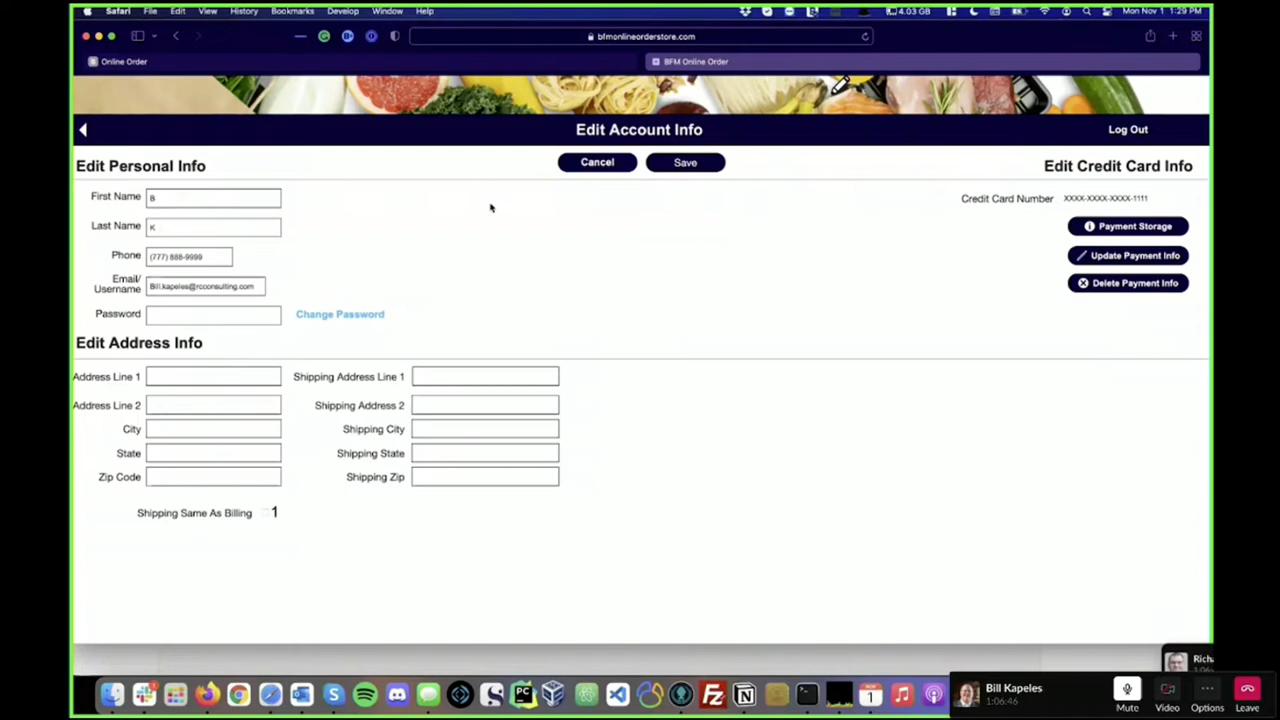 Safari File Edit View History Bookmarks Develop Window Help 4.03 GB Mon Nov 1 1:29 PM
bfmonlineorderstore.com
Online Order BFM Online Order
Edit Account Info Log Out
Edit Personal Info Cancel Save Edit Credit Card Info
First Name B Credit Card Number XXXX-XXXX-XXXX-1111
Last Name K Payment Storage
Phone (777) 888-9999 Update Payment Info
Email/
Username Bill.kapeles@rcconsulting.com Delete Payment Info
Password Change Password
Edit Address Info
Address Line 1 Shipping Address Line 1
Address Line 2 Shipping Address 2
City Shipping City
State Shipping State
Zip Code Shipping Zip
Shipping Same As Billing 1
Bill Kapeles
1:06:46
Mute Video Options Leave